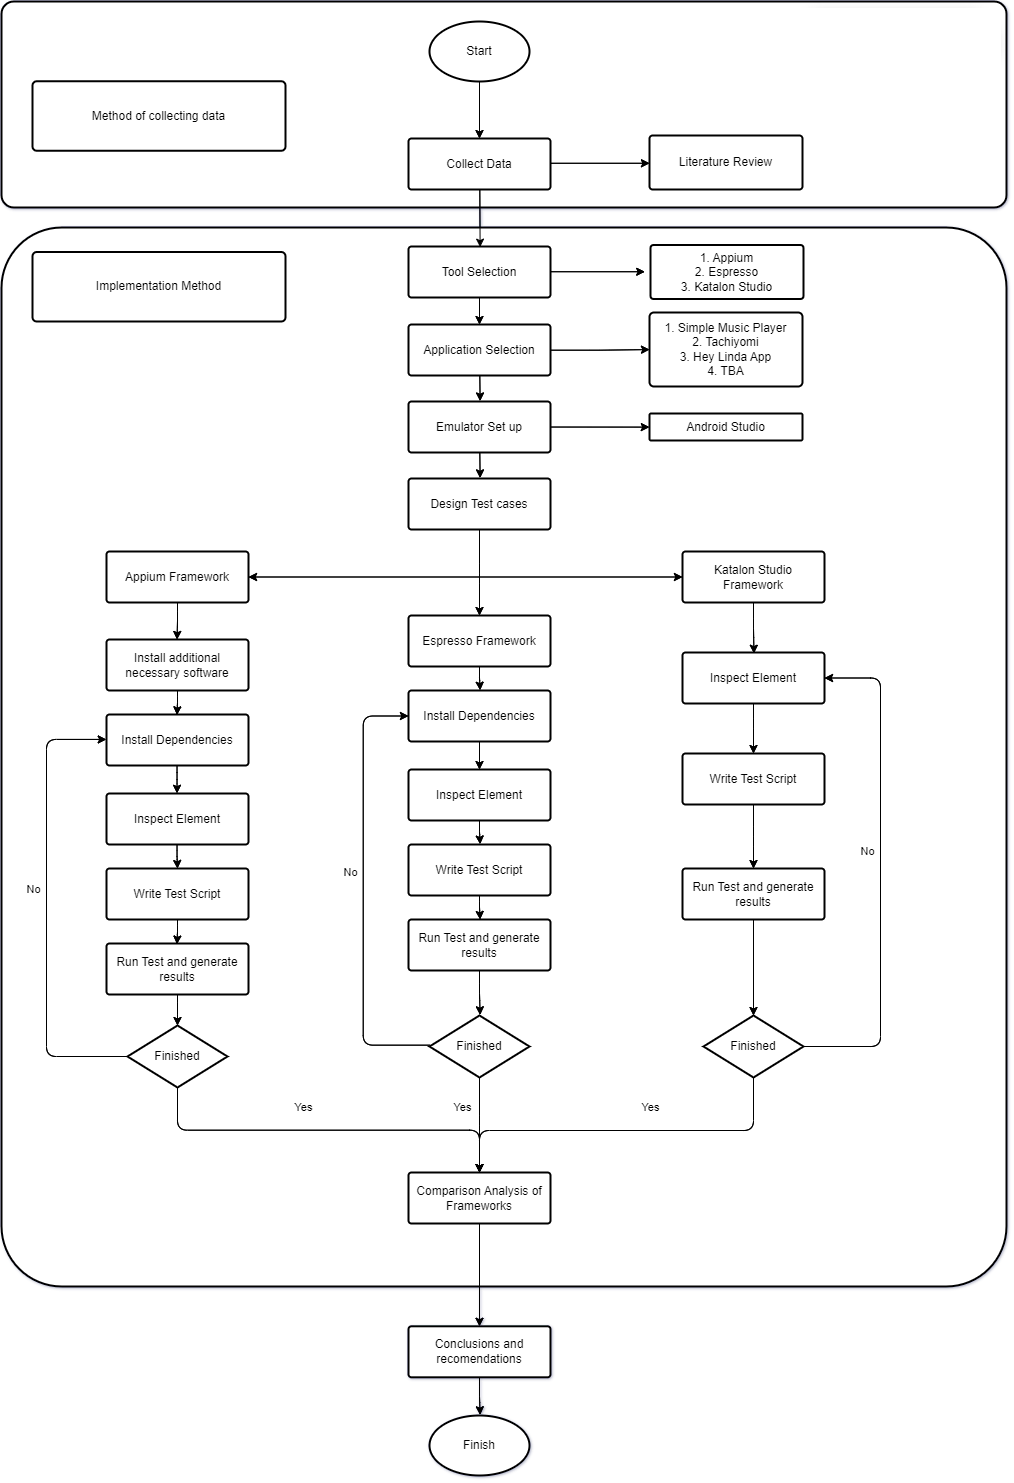 Start
Method of collecting data
Collect Data
Literature Review
Implementation Method
Tool Selection
1. Appium
2. Espresso
3. Katalon Studio
Application Selection
1. Simple Music Player
2. Tachiyomi
3. Hey Linda App
4. TBA
Emulator Set up
Android Studio
Design Test cases
Appium Framework
Katalon Studio
Framework
Espresso Framework
Install additional
necessary software
Inspect Element
Install Dependencies
Install Dependencies
Write Test Script
Inspect Element
Inspect Element
No
No
No
Write Test Script
Write Test Script
Run Test and generate
results
Run Test and generate
results
Run Test and generate
results
Finished
Finished
Finished
Yes
Yes
Yes
Comparison Analysis of
Frameworks
Conclusions and
recomendations
Finish